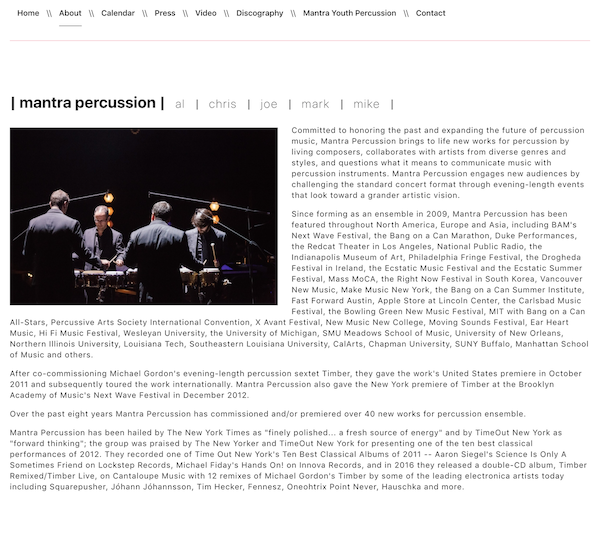 Home \\ About \\ Calendar \\ Press \\ Video \\ Discography \\ Mantra Youth Percussion \\ Contact
| mantra percussion | al | chris | joe | mark | mike |
Committed to honoring the past and expanding the future of percussion
music, Mantra Percussion brings to life new works for percussion by
living composers, collaborates with artists from diverse genres and
styles, and questions what it means to communicate music with
percussion instruments. Mantra Percussion engages new audiences by
challenging the standard concert format through evening-length events
that look toward a grander artistic vision.
Since forming as an ensemble in 2009, Mantra Percussion has been
featured throughout North America, Europe and Asia, including BAM's
Next Wave Festival, the Bang on a Can Marathon, Duke Performances,
the Redcat Theater in Los Angeles, National Public Radio, the
Indianapolis Museum of Art, Philadelphia Fringe Festival, the Drogheda
Festival in Ireland, the Ecstatic Music Festival and the Ecstatic Summer
Festival, Mass MoCA, the Right Now Festival in South Korea, Vancouver
New Music, Make Music New York, the Bang on a Can Summer Institute,
Fast Forward Austin, Apple Store at Lincoln Center, the Carlsbad Music
Festival, the Bowling Green New Music Festival, MIT with Bang on a Can
All-Stars, Percussive Arts Society International Convention, X Avant Festival, New Music New College, Moving Sounds Festival, Ear Heart
Music, Hi Fi Music Festival, Wesleyan University, the University of Michigan, SMU Meadows School of Music, University of New Orleans,
Northern Illinois University, Louisiana Tech, Southeastern Louisiana University, CalArts, Chapman University, SUNY Buffalo, Manhattan School
of Music and others.
After co-commissioning Michael Gordon's evening-length percussion sextet Timber, they gave the work's United States premiere in October
2011 and subsequently toured the work internationally. Mantra Percussion also gave the New York premiere of Timber at the Brooklyn
Academy of Music's Next Wave Festival in December 2012.
Over the past eight years Mantra Percussion has commissioned and/or premiered over 40 new works for percussion ensemble.
Mantra Percussion has been hailed by The New York Times as "finely polished... a fresh source of energy" and by TimeOut New York as
"forward thinking"; the group was praised by The New Yorker and TimeOut New York for presenting one of the ten best classical
performances of 2012. They recorded one of Time Out New York's Ten Best Classical Albums of 2011 -- Aaron Siegel's Science Is Only A
Sometimes Friend on Lockstep Records, Michael Fiday's Hands On! on Innova Records, and in 2016 they released a double-CD album, Timber
Remixed/Timber Live, on Cantaloupe Music with 12 remixes of Michael Gordon's Timber by some of the leading electronica artists today
including Squarepusher, Jóhann Jóhannsson, Tim Hecker, Fennesz, Oneohtrix Point Never, Hauschka and more.